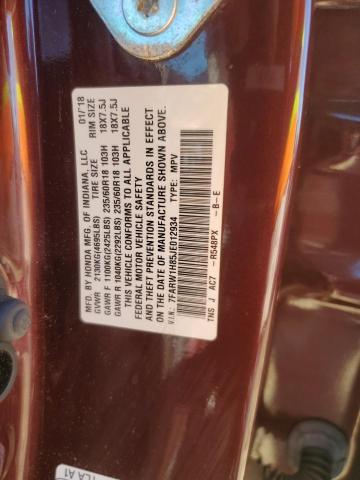 MFD. BY HONDA MFG. OF INDIANA, LLC 01/18
GVWR 2130KG(4695LBS) TIRE SIZE RIM SIZE
GAWR F 1100KG(2425LBS) 235/60R18 103H 18X7.5J
GAWR R 1040KG(2292LBS) 235/60R18 103H 18X7.5J
THIS VEHICLE CONFORMS TO ALL APPLICABLE
FEDERAL MOTOR VEHICLE SAFETY
AND THEFT PREVENTION STANDARDS IN EFFECT
ON THE DATE OF MANUFACTURE SHOWN ABOVE.
V.I.N.: 7FARW1H85JE012934 TYPE: MPV
TNS J AC7 -R548PX -B-E